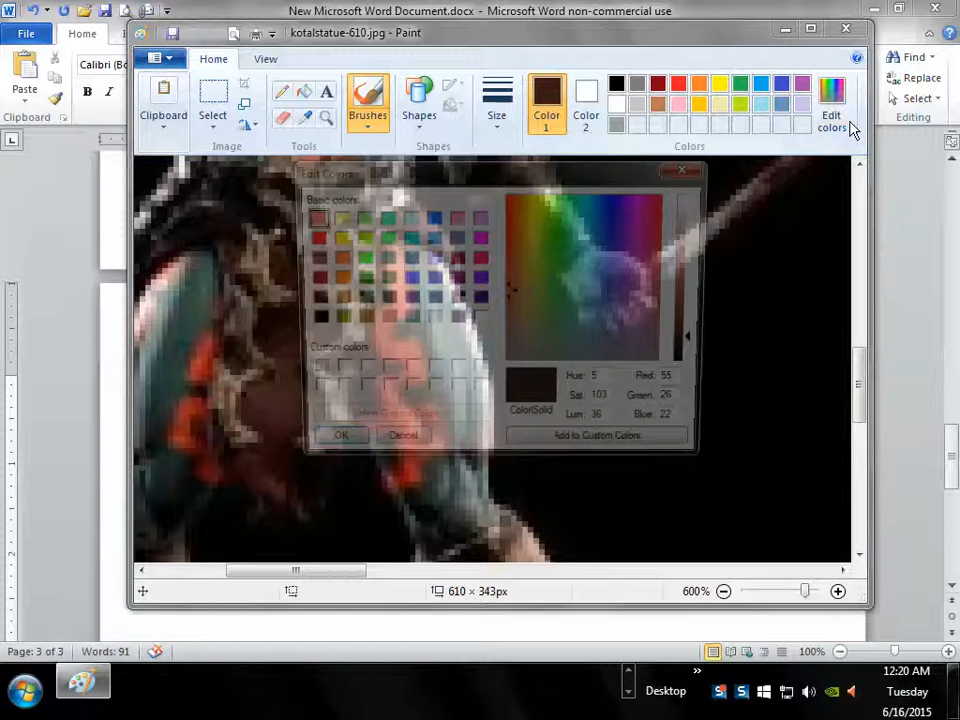 New Microsoft Word Document.docx - Microsoft Word non-commercial use
kotalstatue-610.jpg - Paint
File
Home
Home
View
Paste
Clipboard
Calibri (Bo
B I
Clipboard
Select
Image
Tools
Brushes
Shapes
Shapes
Size
Color 1
Color 2
Edit colors
Colors
Find
Replace
Select
Editing
Edit Colors
Basic colors:
Custom colors:
Define Custom Colors
OK
Cancel
Color|Solid
Hue: 5
Sat: 103
Lum: 36
Red: 55
Green: 26
Blue: 22
Add to Custom Colors
610 × 343px
600%
Page: 3 of 3
Words: 91
100%
Desktop
12:20 AM
Tuesday
6/16/2015